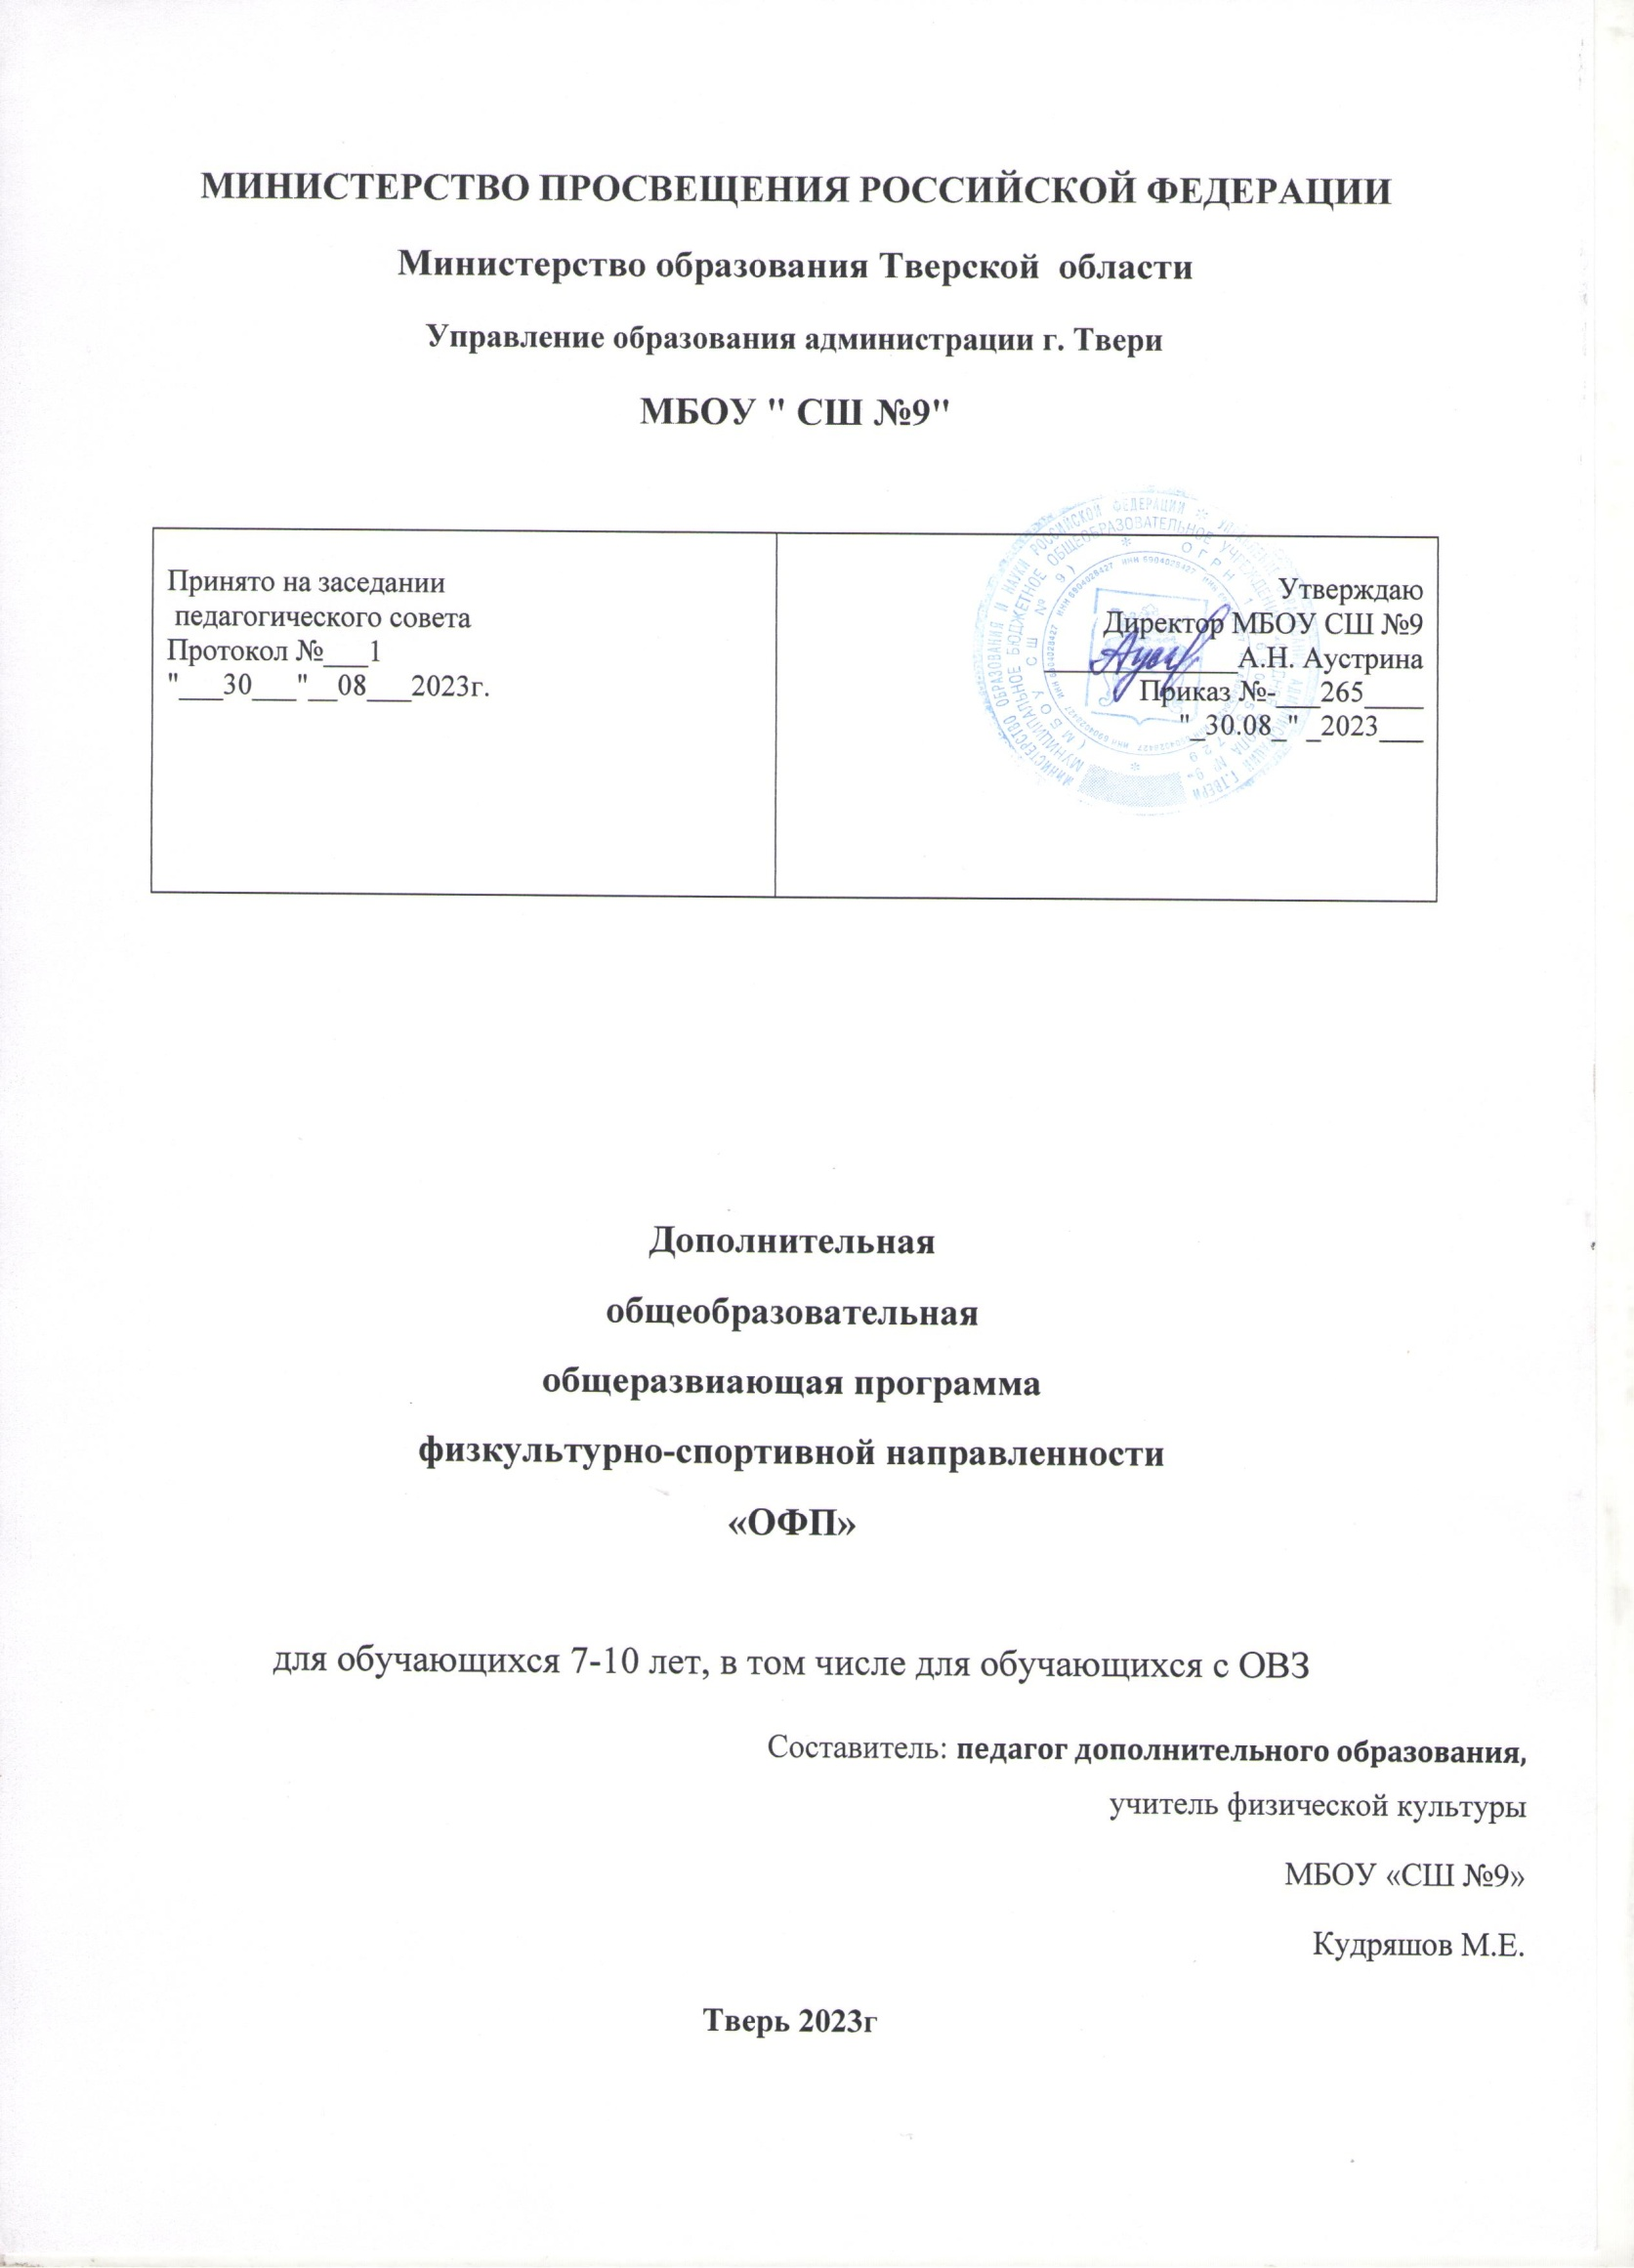 МИНИСТЕРСТВО ПРОСВЕЩЕНИЯ РОССИЙСКОЙ ФЕДЕРАЦИИ
Министерство образования Тверской области
Управление образования администрации г. Твери
МБОУ " СШ №9"
Принято на заседании
педагогического совета
Протокол №___1
"___30___"__08___2023г.
Утверждаю
Директор МБОУ СШ №9
_____________А.Н. Аустрина
Приказ №-___265____
"_30.08_" _2023___
Дополнительная
общеобразовательная
общеразвиающая программа
физкультурно-спортивной направленности
«ОФП»
для обучающихся 7-10 лет, в том числе для обучающихся с ОВЗ
Составитель: педагог дополнительного образования,
учитель физической культуры
МБОУ «СШ №9»
Кудряшов М.Е.
Тверь 2023г